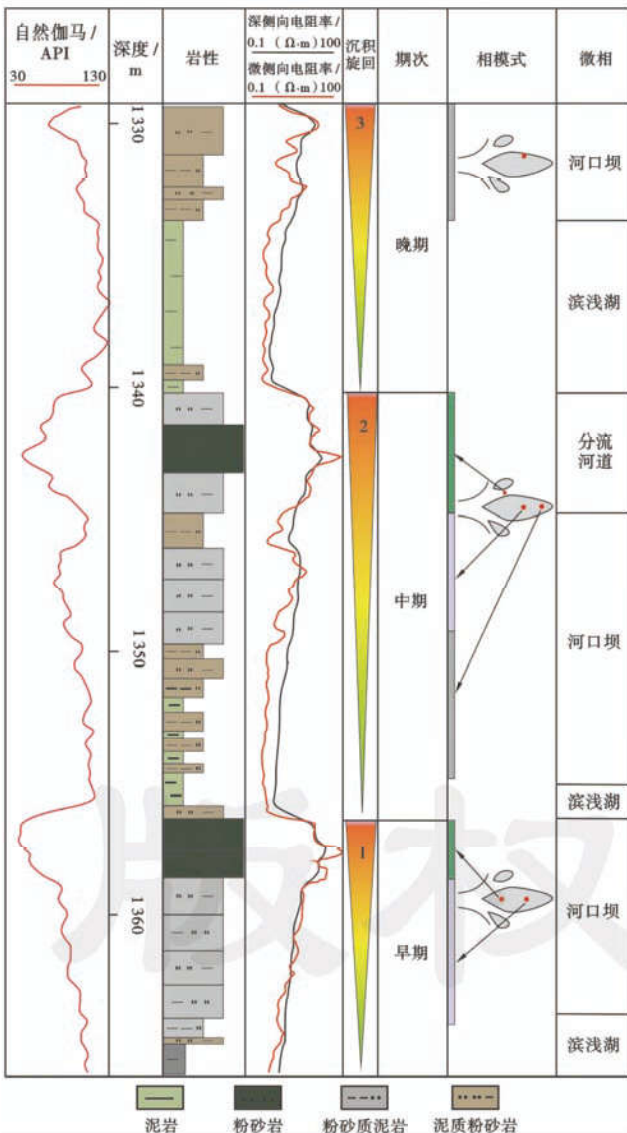 自然伽马 /
API
30 130
深度 /
m
岩性
深侧向电阻率 /
0.1 (Ω·m) 100
微侧向电阻率 /
0.1 (Ω·m) 100
沉积
旋回
期次
相模式
微相
1 330
3
河口坝
晚期
滨浅湖
1 340
2
分流
河道
中期
河口坝
1 350
滨浅湖
1
河口坝
1 360
早期
滨浅湖
版权
泥岩 粉砂岩 粉砂质泥岩 泥质粉砂岩